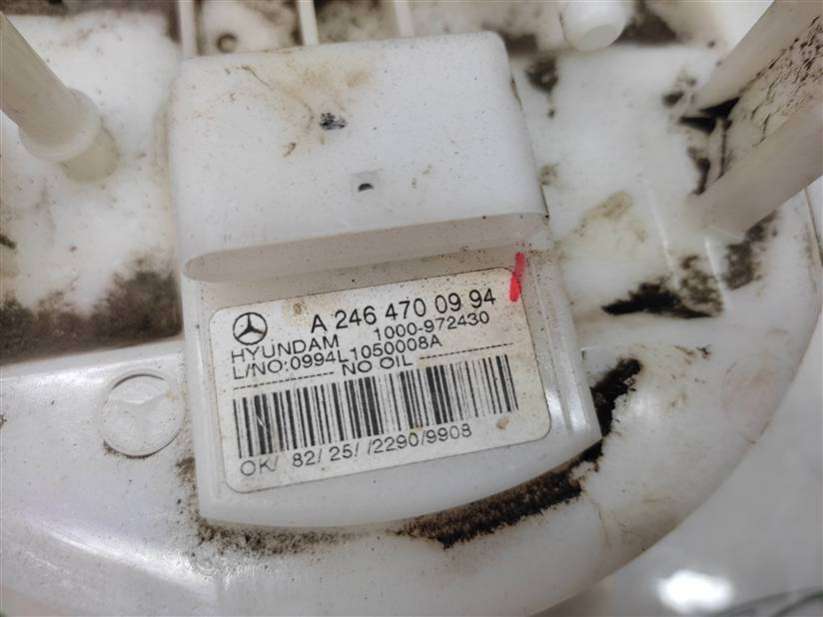 A 246 470 09 94
HYUNDAM 1000-972430
L/NO:0994L1050008A
NO OIL
OK/ 82/ 25/ /2290/9908